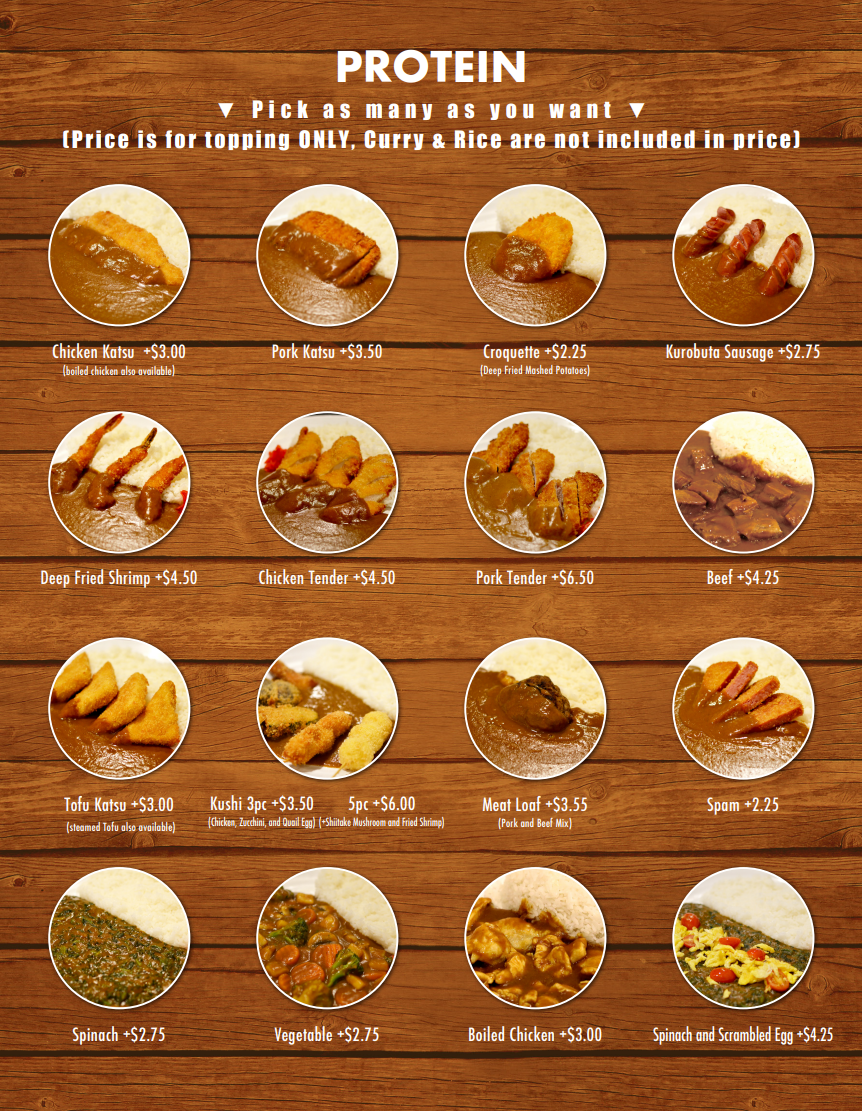 PROTEIN
▼ Pick as many as you want ▼
(Price is for topping ONLY, Curry & Rice are not included in price)
Chicken Katsu +$3.00
(boiled chicken also available)
Pork Katsu +$3.50
Croquette +$2.25
(Deep Fried Mashed Potatoes)
Kurobuta Sausage +$2.75
Deep Fried Shrimp +$4.50
Chicken Tender +$4.50
Pork Tender +$6.50
Beef +$4.25
Tofu Katsu +$3.00
(steamed Tofu also available)
Kushi 3pc +$3.50 5pc +$6.00
(Chicken, Zucchini, and Quail Egg) (+Shiitake Mushroom and Fried Shrimp)
Meat Loaf +$3.55
(Pork and Beef Mix)
Spam +2.25
Spinach +$2.75
Vegetable +$2.75
Boiled Chicken +$3.00
Spinach and Scrambled Egg +$4.25